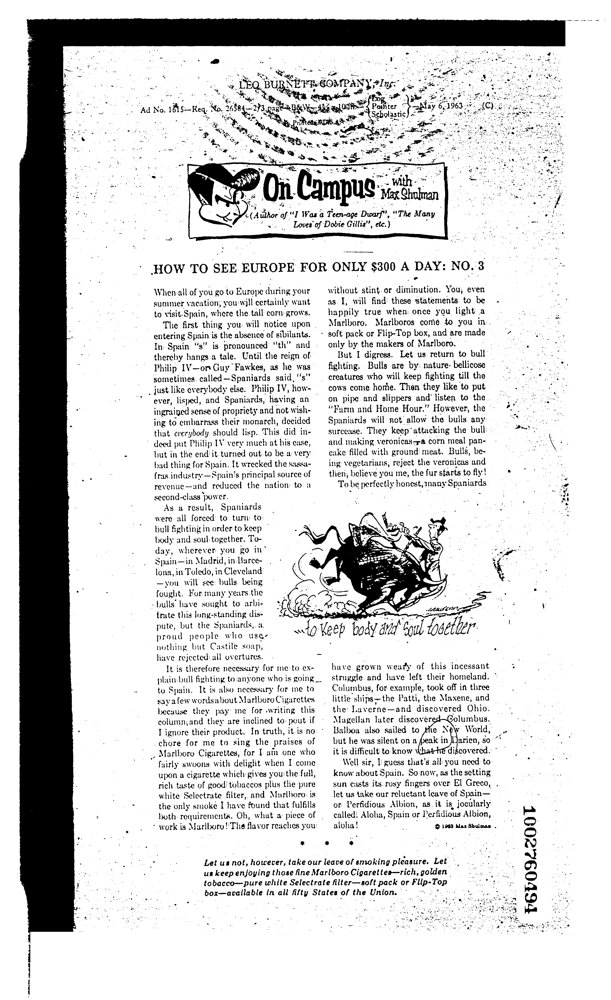 LEO BURNETT COMPANY, Inc.
Ad No. 1615—Req. No. 26584—2/3 page
Pointer
Scholastic
—May 6, 1963
(C)
On Campus with
Max Shulman
(Author of "I Was a Teen-age Dwarf", "The Many
Loves of Dobie Gillis", etc.)
HOW TO SEE EUROPE FOR ONLY $300 A DAY: NO. 3
When all of you go to Europe during your
summer vacation, you will certainly want
to visit Spain, where the tall corn grows.
The first thing you will notice upon
entering Spain is the absence of sibilants.
In Spain "s" is pronounced "th" and
thereby hangs a tale. Until the reign of
Philip IV—or Guy Fawkes, as he was
sometimes called—Spaniards said "s"
just like everybody else. Philip IV, how-
ever, lisped, and Spaniards, having an
ingrained sense of propriety and not wish-
ing to embarrass their monarch, decided
that everybody should lisp. This did in-
deed put Philip IV very much at his ease,
but in the end it turned out to be a very
bad thing for Spain. It wrecked the sassa-
fras industry—Spain's principal source of
revenue—and reduced the nation to a
second-class power.
As a result, Spaniards
were all forced to turn to
bull fighting in order to keep
body and soul together. To-
day, wherever you go in
Spain—in Madrid, in Barce-
lona, in Toledo, in Cleveland
—you will see bulls being
fought. For many years the
bulls have sought to arbi-
trate this long-standing dis-
pute, but the Spaniards, a
proud people who use
nothing but Castile soap,
have rejected all overtures.
It is therefore necessary for me to ex-
plain bull fighting to anyone who is going
to Spain. It is also necessary for me to
say a few words about Marlboro Cigarettes
because they pay me for writing this
column, and they are inclined to pout if
I ignore their product. In truth, it is no
chore for me to sing the praises of
Marlboro Cigarettes, for I am one who
fairly swoons with delight when I come
upon a cigarette which gives you the full,
rich taste of good tobaccos plus the pure
white Selectrate filter, and Marlboro is
the only smoke I have found that fulfills
both requirements. Oh, what a piece of
work is Marlboro! The flavor reaches you
without stint or diminution. You, even
as I, will find these statements to be
happily true when once you light a
Marlboro. Marlboros come to you in
soft pack or Flip-Top box, and are made
only by the makers of Marlboro.
But I digress. Let us return to bull
fighting. Bulls are by nature bellicose
creatures who will keep fighting till the
cows come home. Then they like to put
on pipe and slippers and listen to the
"Farm and Home Hour." However, the
Spaniards will not allow the bulls any
surcease. They keep attacking the bull
and making veronicas—a corn meal pan-
cake filled with ground meat. Bulls, be-
ing vegetarians, reject the veronicas and
then, believe you me, the fur starts to fly!
To be perfectly honest, many Spaniards
...to keep body and soul together
have grown weary of this incessant
struggle and have left their homeland.
Columbus, for example, took off in three
little ships—the Patti, the Maxene, and
the Laverne—and discovered Ohio.
Magellan later discovered Columbus.
Balboa also sailed to the New World,
but he was silent on a peak in Darien, so
it is difficult to know what he discovered.
Well sir, I guess that's all you need to
know about Spain. So now, as the setting
sun casts its rosy fingers over El Greco,
let us take our reluctant leave of Spain—
or Perfidious Albion, as it is jocularly
called. Aloha, Spain or Perfidious Albion,
aloha!
© 1963 Max Shulman
* * *
Let us not, however, take our leave of smoking pleasure. Let
us keep enjoying those fine Marlboro Cigarettes—rich, golden
tobacco—pure white Selectrate filter—soft pack or Flip-Top
box—available in all fifty States of the Union.
1002760494